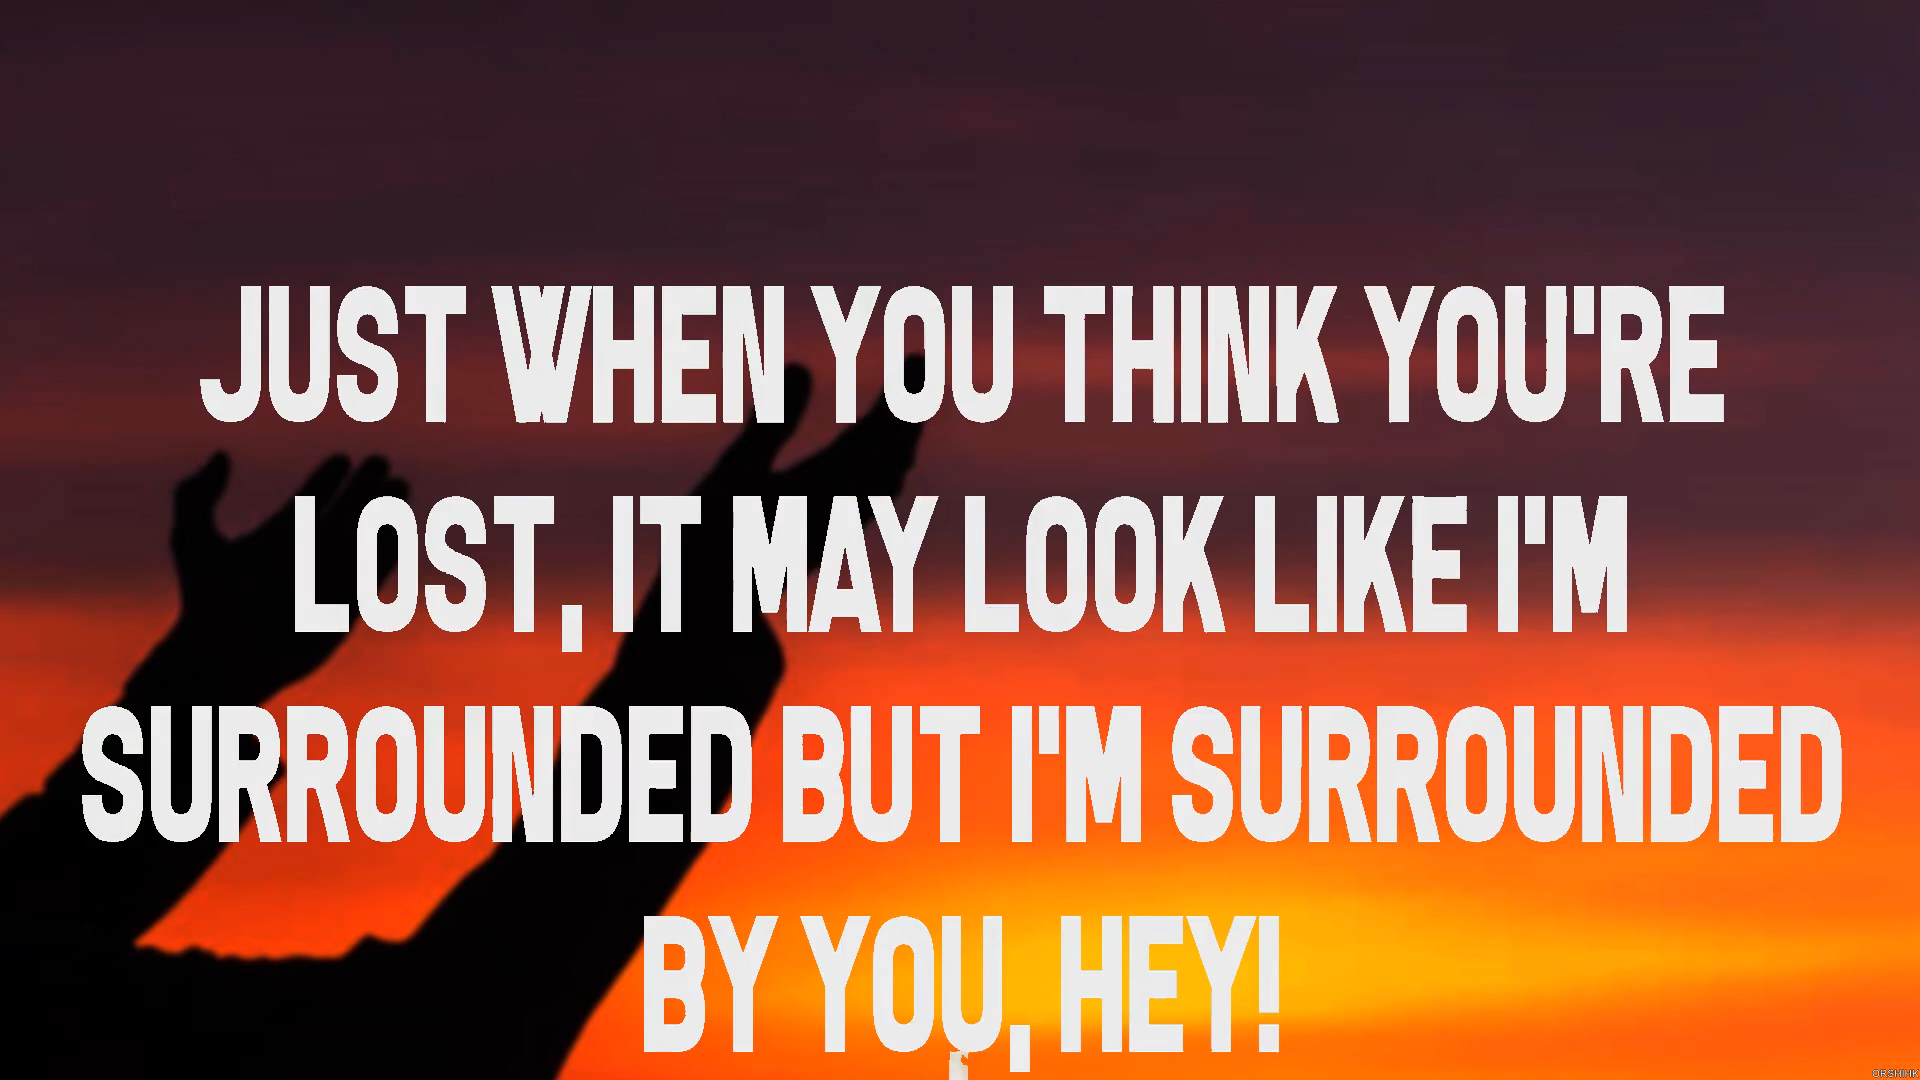 JUST WHEN YOU THINK YOU'RE
LOST, IT MAY LOOK LIKE I'M
SURROUNDED BUT I'M SURROUNDED
BY YOU, HEY!